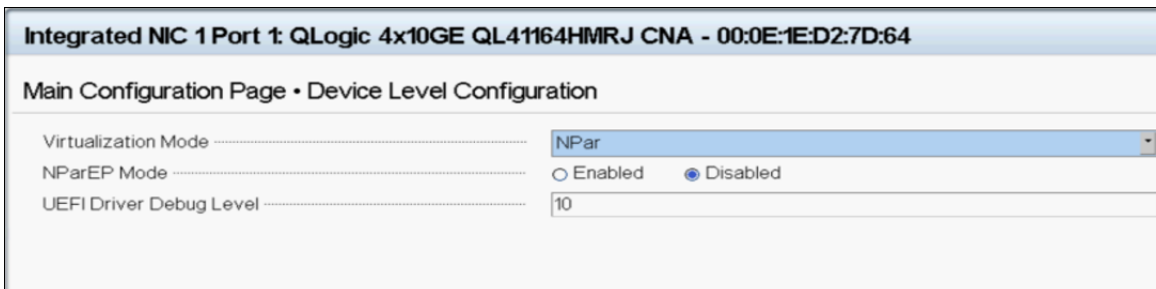 Integrated NIC 1 Port 1: QLogic 4x10GE QL41164HMRJ CNA - 00:0E:1E:D2:7D:64
Main Configuration Page • Device Level Configuration
Virtualization Mode NPar
NParEP Mode Enabled Disabled
UEFI Driver Debug Level 10